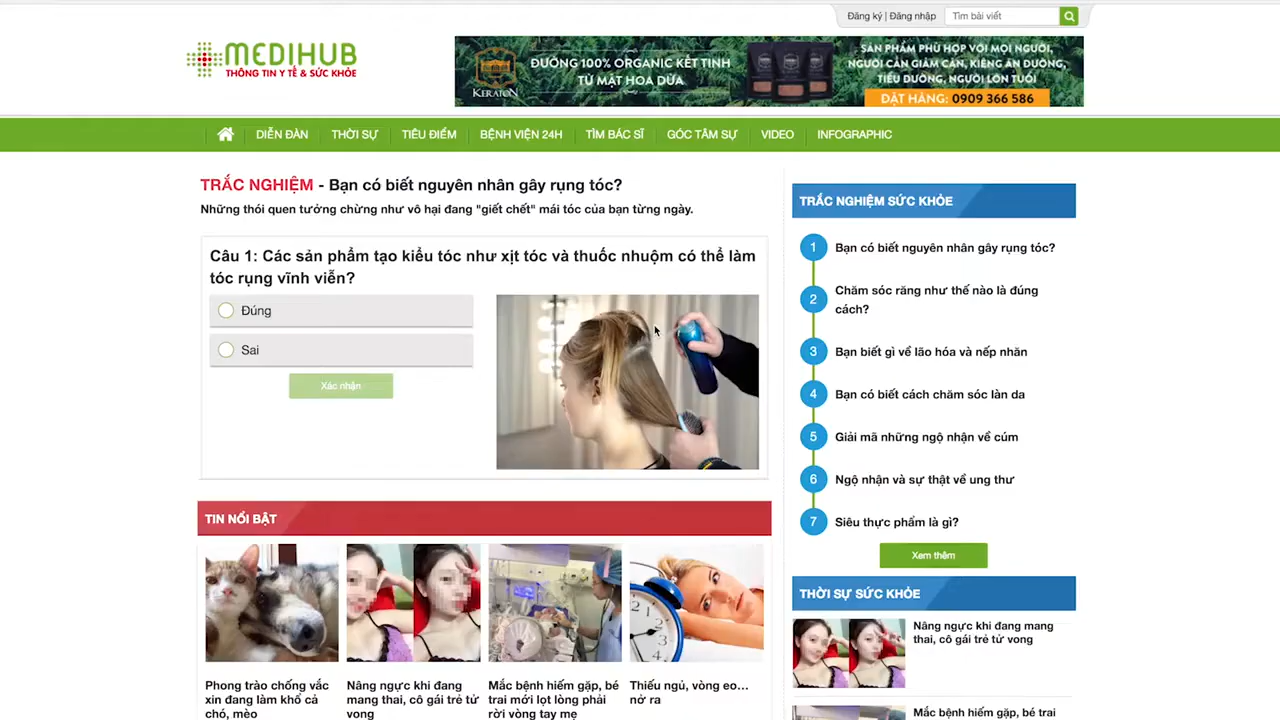 Đăng ký | Đăng nhập
Tìm bài viết
MEDIHUB
THÔNG TIN Y TẾ & SỨC KHỎE
KERATON
ĐƯỜNG 100% ORGANIC KẾT TINH
TỪ MẬT HOA DỪA
SẢN PHẨM PHÙ HỢP VỚI MỌI NGƯỜI,
NGƯỜI CẦN GIẢM CÂN, KIÊNG ĂN ĐƯỜNG,
TIỂU ĐƯỜNG, NGƯỜI LỚN TUỔI
ĐẶT HÀNG: 0909 366 586
DIỄN ĐÀN THỜI SỰ TIÊU ĐIỂM BỆNH VIỆN 24H TÌM BÁC SĨ GÓC TÂM SỰ VIDEO INFOGRAPHIC
TRẮC NGHIỆM - Bạn có biết nguyên nhân gây rụng tóc?
Những thói quen tưởng chừng như vô hại đang "giết chết" mái tóc của bạn từng ngày.
Câu 1: Các sản phẩm tạo kiểu tóc như xịt tóc và thuốc nhuộm có thể làm
tóc rụng vĩnh viễn?
Đúng
Sai
Xác nhận
TIN NỔI BẬT
Phong trào chống vắc
xin đang làm khổ cả
chó, mèo
Nâng ngực khi đang
mang thai, cô gái trẻ tử
vong
Mắc bệnh hiếm gặp, bé
trai mới lọt lòng phải
rời vòng tay mẹ
Thiếu ngủ, vòng eo...
nở ra
TRẮC NGHIỆM SỨC KHỎE
1 Bạn có biết nguyên nhân gây rụng tóc?
2 Chăm sóc răng như thế nào là đúng
cách?
3 Bạn biết gì về lão hóa và nếp nhăn
4 Bạn có biết cách chăm sóc làn da
5 Giải mã những ngộ nhận về cúm
6 Ngộ nhận và sự thật về ung thư
7 Siêu thực phẩm là gì?
Xem thêm
THỜI SỰ SỨC KHỎE
Nâng ngực khi đang mang
thai, cô gái trẻ tử vong
Mắc bệnh hiếm gặp, bé trai